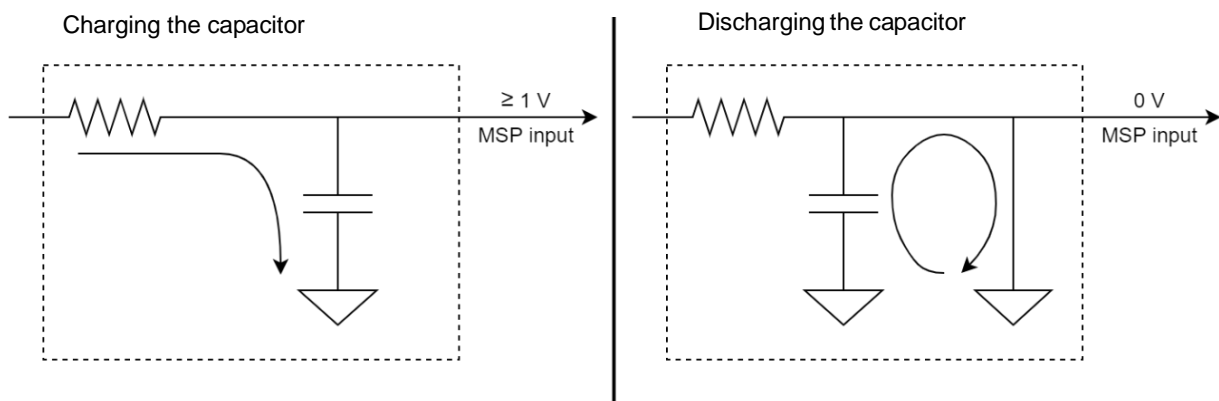 Charging the capacitor
≥ 1 V
MSP input
Discharging the capacitor
0 V
MSP input